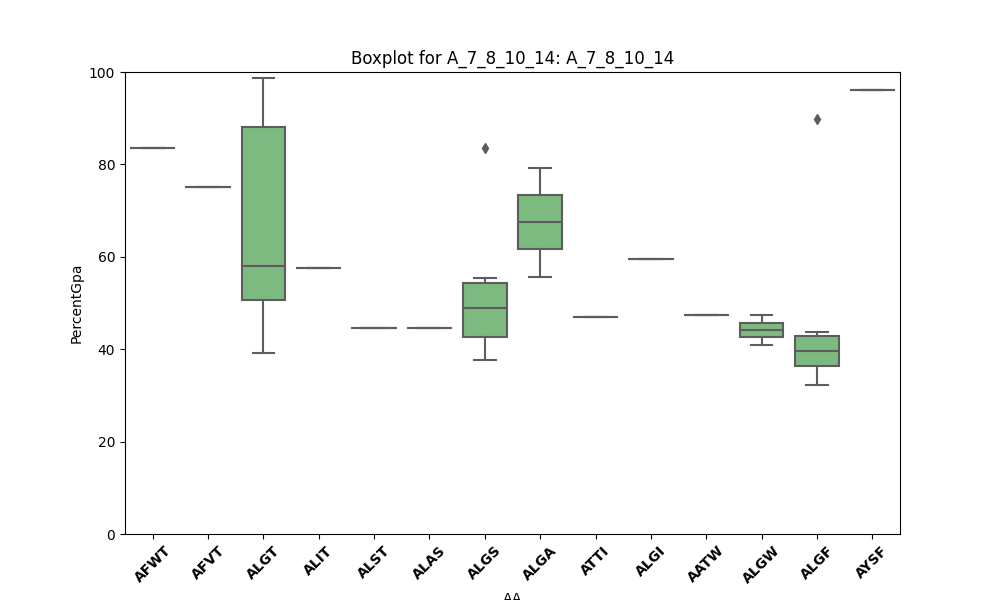 Boxplot for A_7_8_10_14: A_7_8_10_14
100
80
60
40
20
0
PercentGpa
AFWT AFVT ALGT ALIT ALST ALAS ALGS ALGA ATTI ALGI AATW ALGW ALGF AYSF
AA